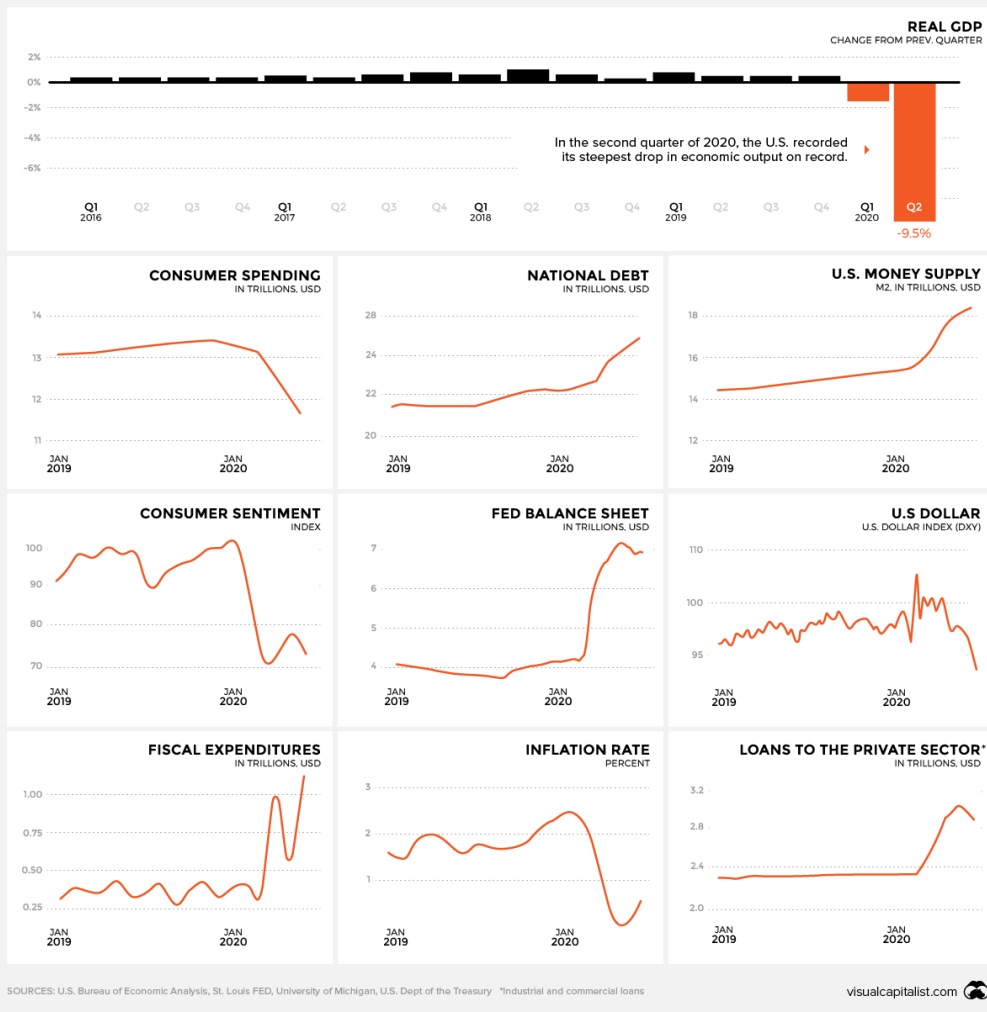 REAL GDP
CHANGE FROM PREV. QUARTER
2%
0%
-2%
-4%
-6%
In the second quarter of 2020, the U.S. recorded
its steepest drop in economic output on record.
Q1 Q2 Q3 Q4 Q1 Q2 Q3 Q4 Q1 Q2 Q3 Q4 Q1 Q2 Q3 Q4 Q1 Q2
2016 2017 2018 2019 2020
-9.5%
CONSUMER SPENDING
IN TRILLIONS, USD
14
13
12
11
JAN JAN
2019 2020
NATIONAL DEBT
IN TRILLIONS, USD
28
24
22
20
JAN JAN
2019 2020
U.S. MONEY SUPPLY
M2, IN TRILLIONS, USD
18
16
14
12
JAN JAN
2019 2020
CONSUMER SENTIMENT
INDEX
100
90
80
70
JAN JAN
2019 2020
FED BALANCE SHEET
IN TRILLIONS, USD
7
6
5
4
JAN JAN
2019 2020
U.S DOLLAR
U.S. DOLLAR INDEX (DXY)
110
100
95
JAN JAN
2019 2020
FISCAL EXPENDITURES
IN TRILLIONS, USD
1.00
0.75
0.50
0.25
JAN JAN
2019 2020
INFLATION RATE
PERCENT
3
2
1
JAN JAN
2019 2020
LOANS TO THE PRIVATE SECTOR*
IN TRILLIONS, USD
3.2
2.8
2.4
2.0
JAN JAN
2019 2020
SOURCES: U.S. Bureau of Economic Analysis, St. Louis FED, University of Michigan, U.S. Dept of the Treasury *Industrial and commercial loans
visualcapitalist.com